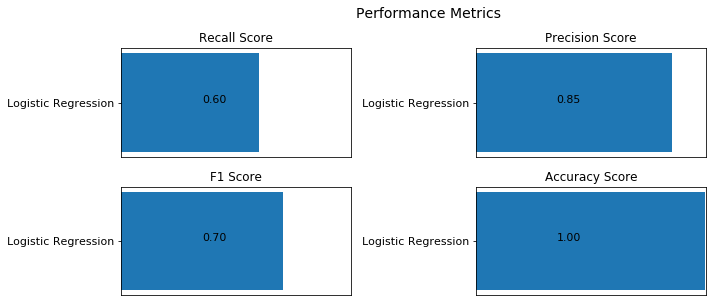 Performance Metrics
Recall Score
Logistic Regression
0.60
Precision Score
Logistic Regression
0.85
F1 Score
Logistic Regression
0.70
Accuracy Score
Logistic Regression
1.00